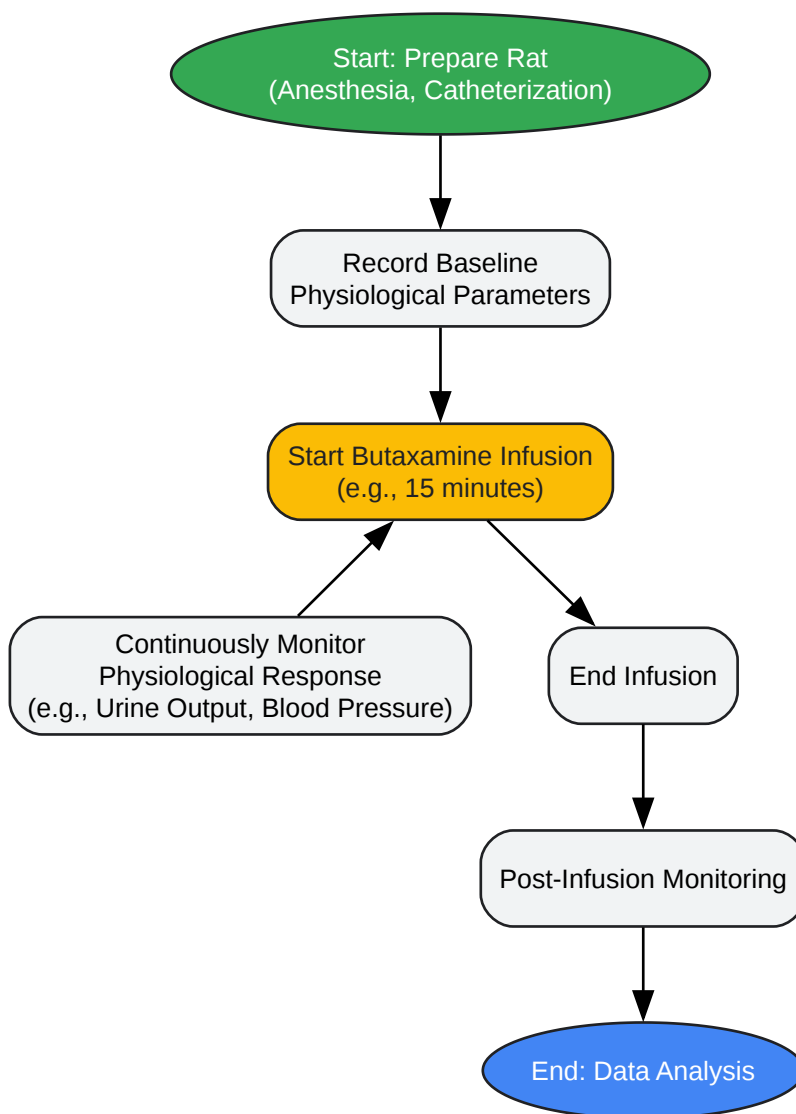 Start: Prepare Rat
(Anesthesia, Catheterization)
Record Baseline
Physiological Parameters
Start Butaxamine Infusion
(e.g., 15 minutes)
Continuously Monitor
Physiological Response
(e.g., Urine Output, Blood Pressure)
End Infusion
Post-Infusion Monitoring
End: Data Analysis